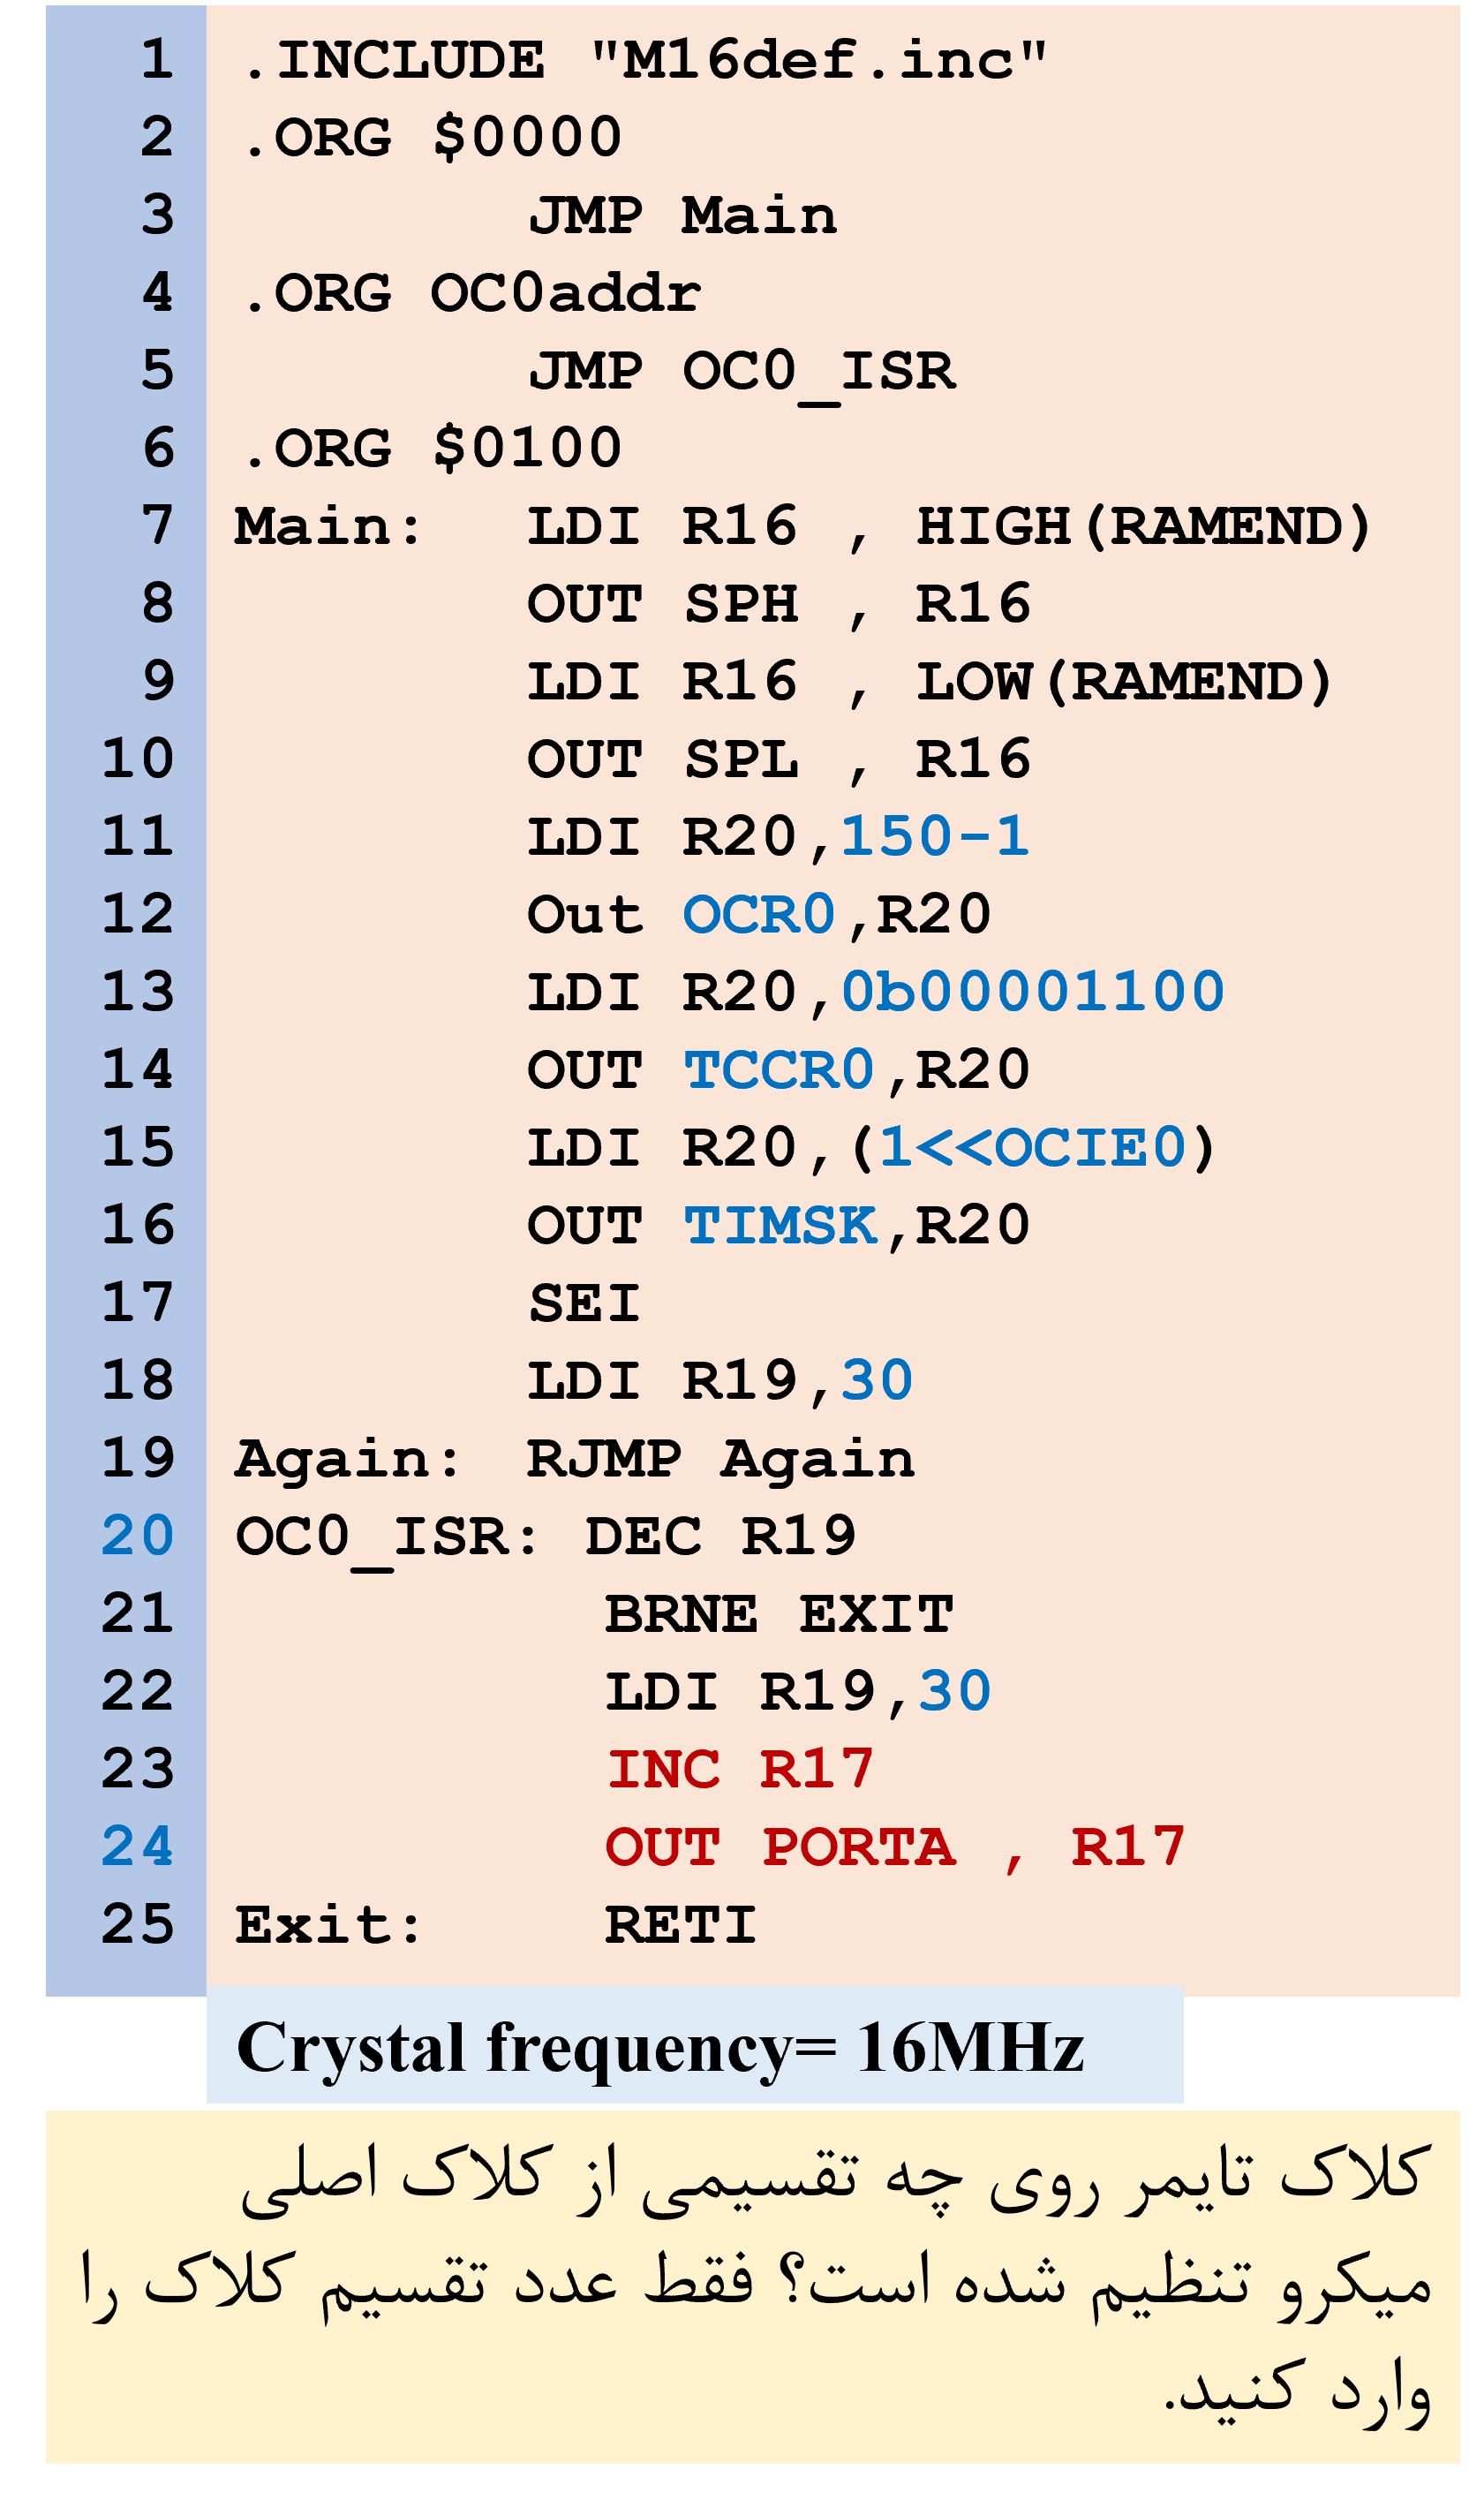 1 .INCLUDE "M16def.inc"
2 .ORG $0000
3 JMP Main
4 .ORG OC0addr
5 JMP OC0_ISR
6 .ORG $0100
7 Main: LDI R16 , HIGH(RAMEND)
8 OUT SPH , R16
9 LDI R16 , LOW(RAMEND)
10 OUT SPL , R16
11 LDI R20,150-1
12 Out OCR0,R20
13 LDI R20,0b00001100
14 OUT TCCR0,R20
15 LDI R20,(1<<OCIE0)
16 OUT TIMSK,R20
17 SEI
18 LDI R19,30
19 Again: RJMP Again
20 OC0_ISR: DEC R19
21 BRNE EXIT
22 LDI R19,30
23 INC R17
24 OUT PORTA , R17
25 Exit: RETI
Crystal frequency= 16MHz
کلاک تایمر روی چه تقسیمی از کلاک اصلی
میکرو تنظیم شده است؟ فقط عدد تقسیم کلاک را
وارد کنید.